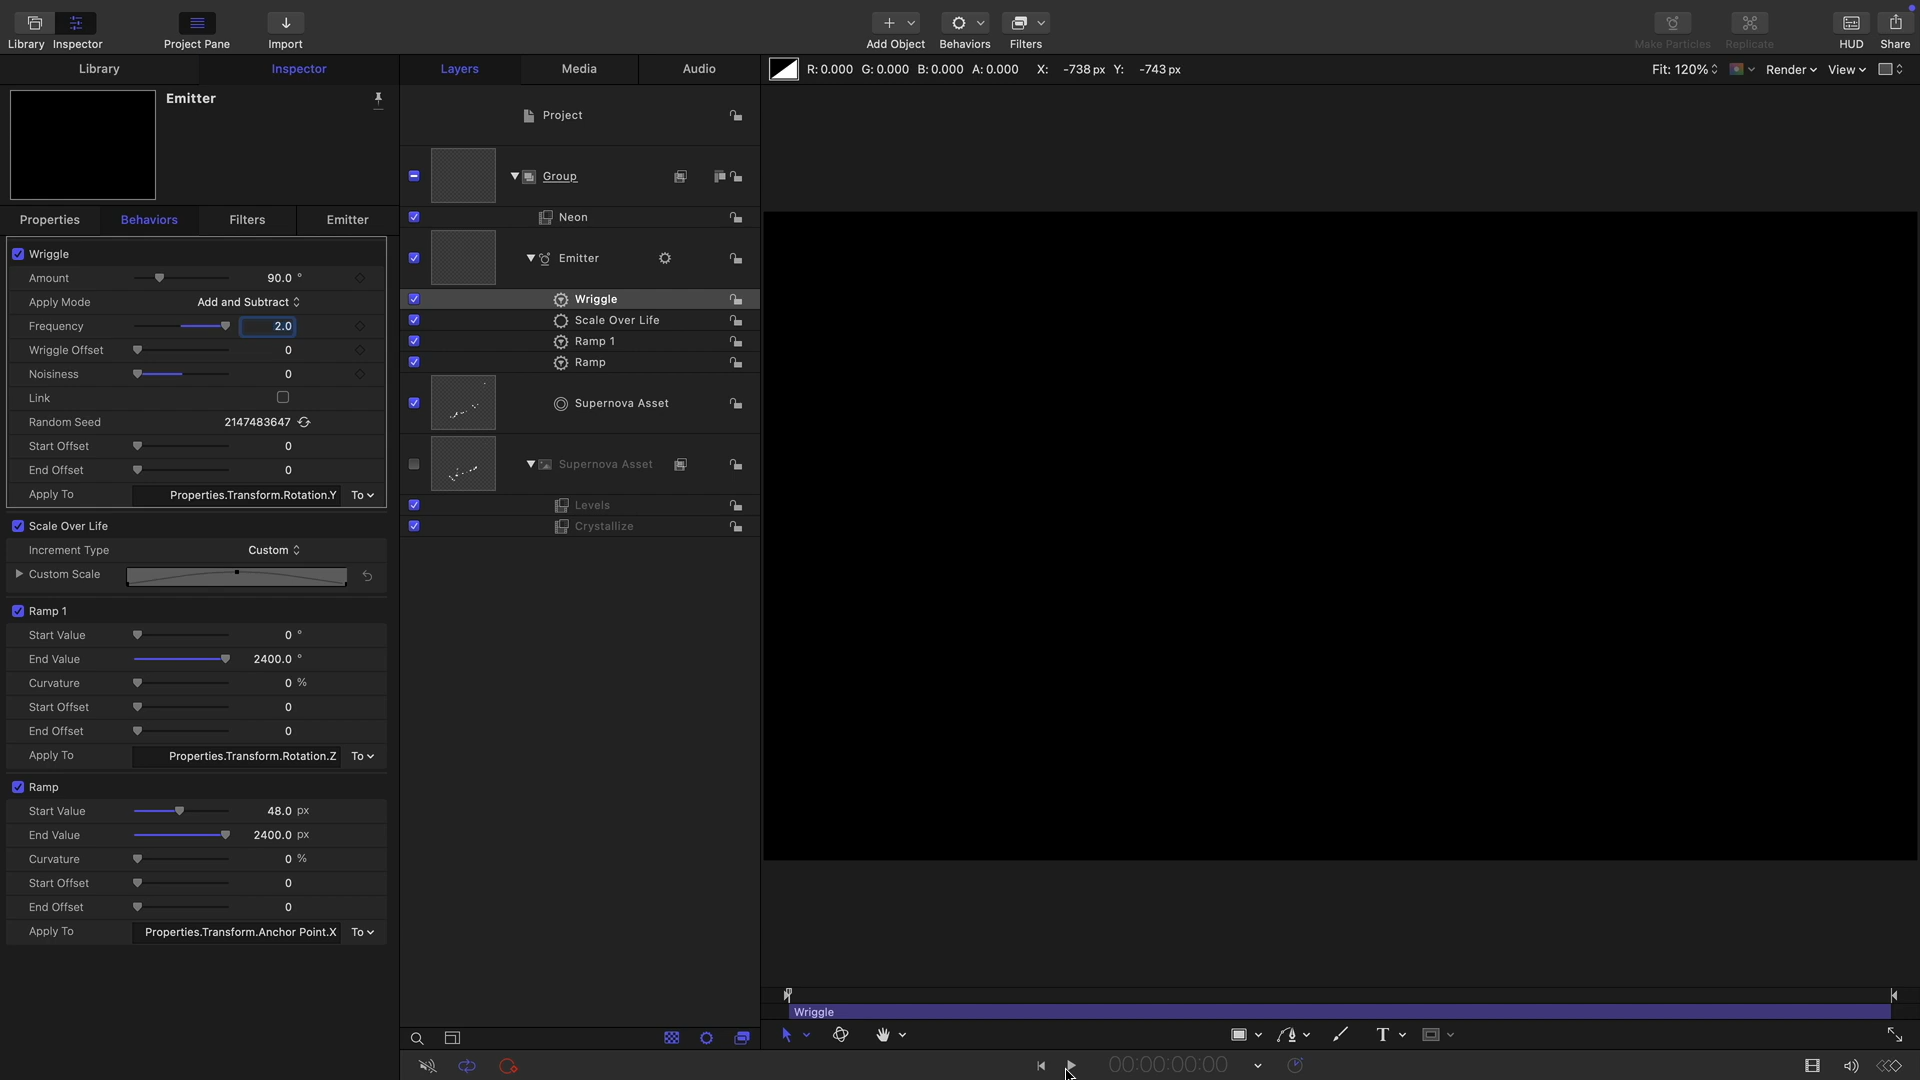 Library Inspector Project Pane Import Add Object Behaviors Filters Make Particles Replicate HUD Share
Library Inspector Layers Media Audio R: 0.000 G: 0.000 B: 0.000 A: 0.000 X: -738 px Y: -743 px Fit: 120% Render View
Emitter
Properties Behaviors Filters Emitter
Wriggle
Amount 90.0 °
Apply Mode Add and Subtract
Frequency 2.0
Wriggle Offset 0
Noisiness 0
Link
Random Seed 2147483647
Start Offset 0
End Offset 0
Apply To Properties.Transform.Rotation.Y To
Scale Over Life
Increment Type Custom
Custom Scale
Ramp 1
Start Value 0 °
End Value 2400.0 °
Curvature 0 %
Start Offset 0
End Offset 0
Apply To Properties.Transform.Rotation.Z To
Ramp
Start Value 48.0 px
End Value 2400.0 px
Curvature 0 %
Start Offset 0
End Offset 0
Apply To Properties.Transform.Anchor Point.X To
Project
Group
Neon
Emitter
Wriggle
Scale Over Life
Ramp 1
Ramp
Supernova Asset
Supernova Asset
Levels
Crystallize
Wriggle
T
00:00:00:00